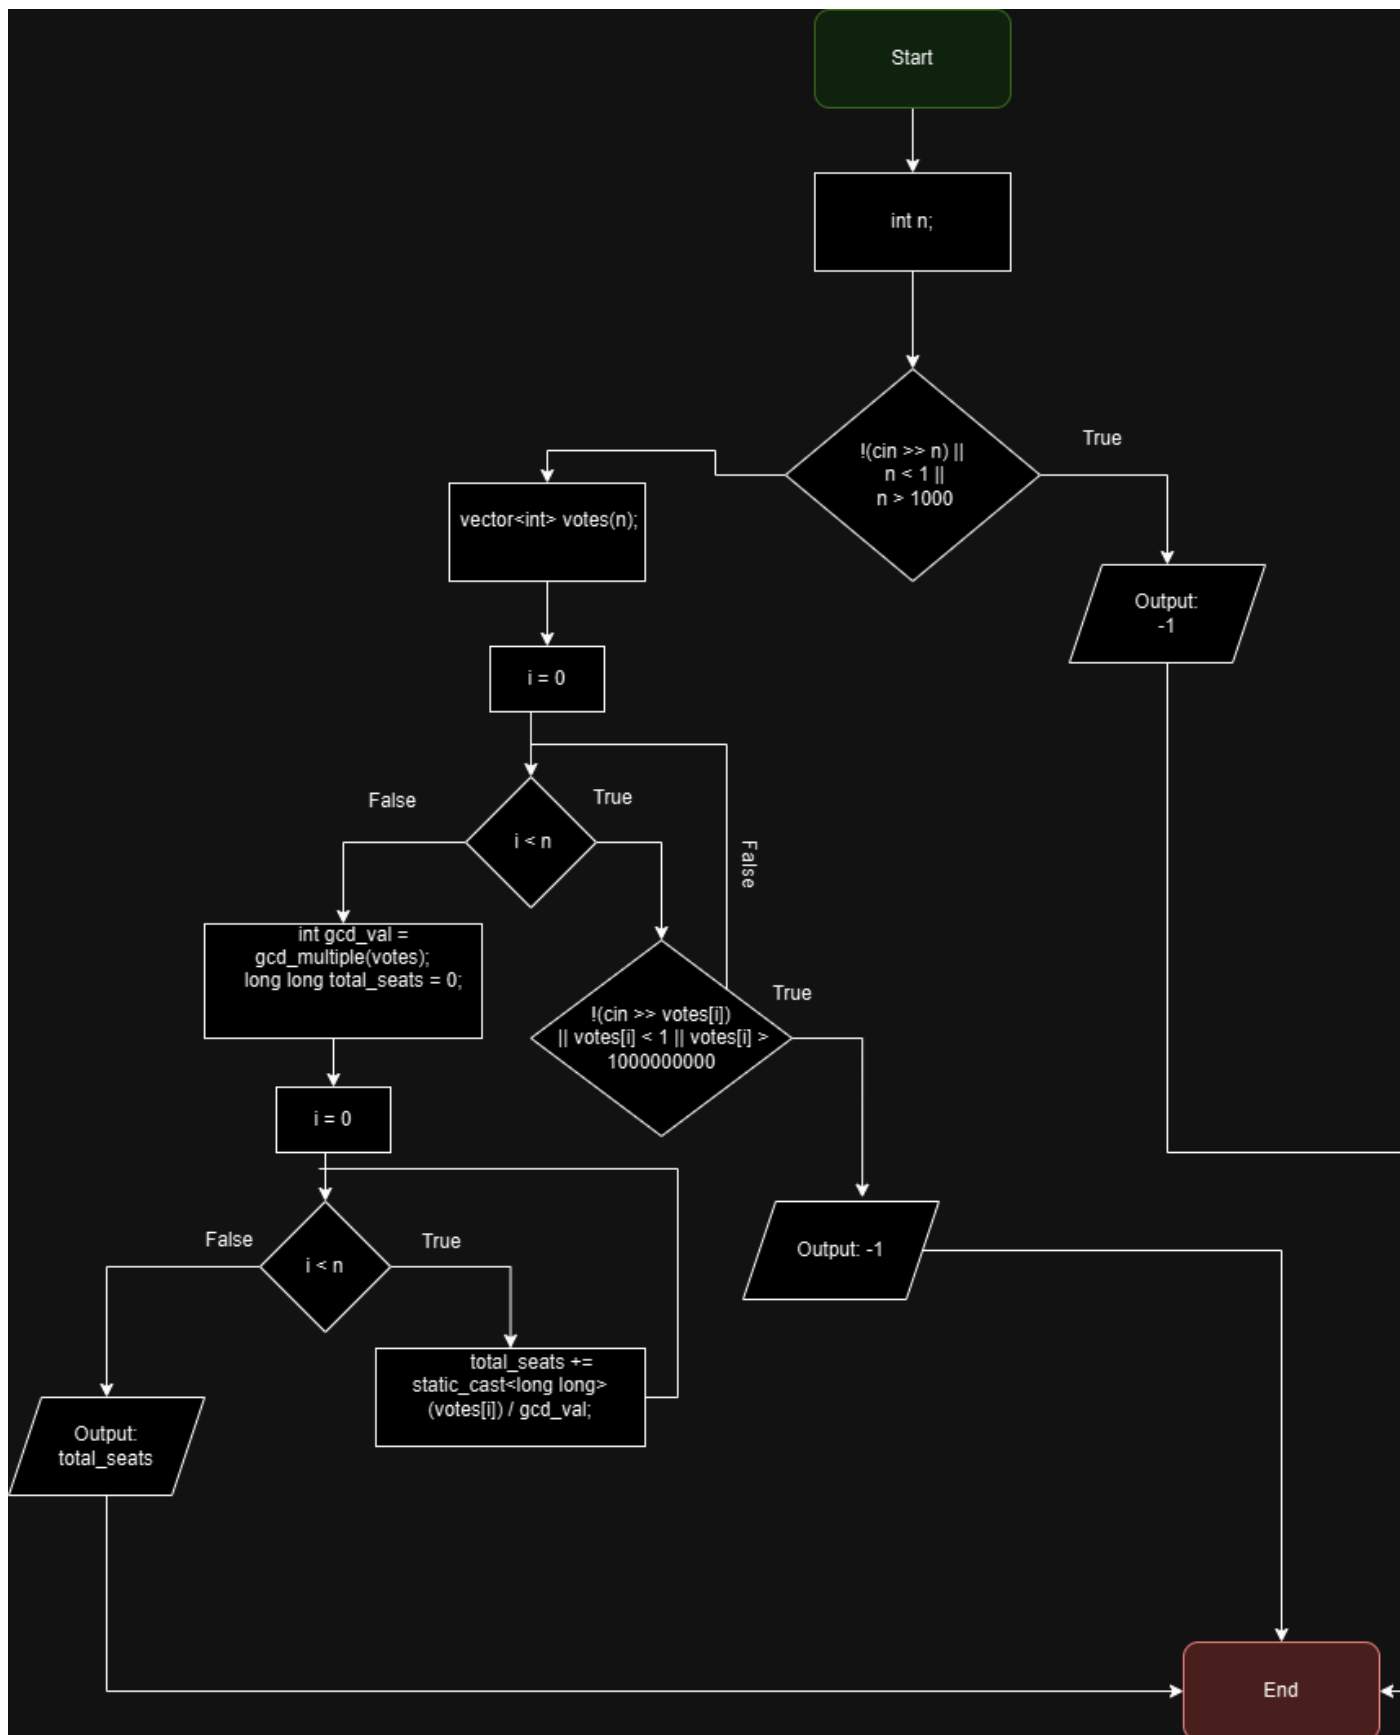 Start
int n;
!(cin >> n) ||
n < 1 ||
n > 1000
True
vector<int> votes(n);
Output:
-1
i = 0
False
True
i < n
False
int gcd_val =
gcd_multiple(votes);
long long total_seats = 0;
True
!(cin >> votes[i])
|| votes[i] < 1 || votes[i] >
1000000000
i = 0
False
True
i < n
Output: -1
total_seats +=
static_cast<long long>
(votes[i]) / gcd_val;
Output:
total_seats
End